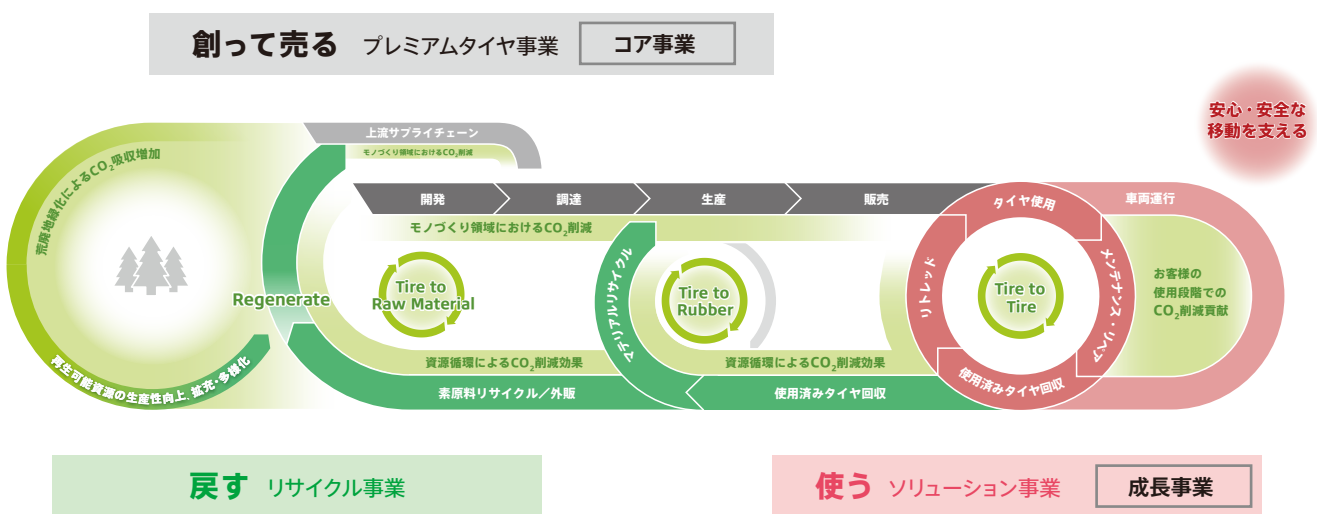 創って売る プレミアムタイヤ事業 コア事業
安心・安全な
移動を支える
上流サプライチェーン
モノづくり領域におけるCO2削減
荒廃地緑化によるCO2吸収増加
開発 調達 生産 販売
タイヤ使用
車両運行
モノづくり領域におけるCO2削減
マテリアルリサイクル
リトレッド
メンテナンス・リペア
Regenerate
Tire to
Raw Material
Tire to
Rubber
Tire to
Tire
お客様の
使用段階での
CO2削減貢献
再生可能資源の生産性向上、拡充・多様化
資源循環によるCO2削減効果
資源循環によるCO2削減効果
使用済みタイヤ回収
素原料リサイクル／外販
使用済みタイヤ回収
戻す リサイクル事業
使う ソリューション事業 成長事業